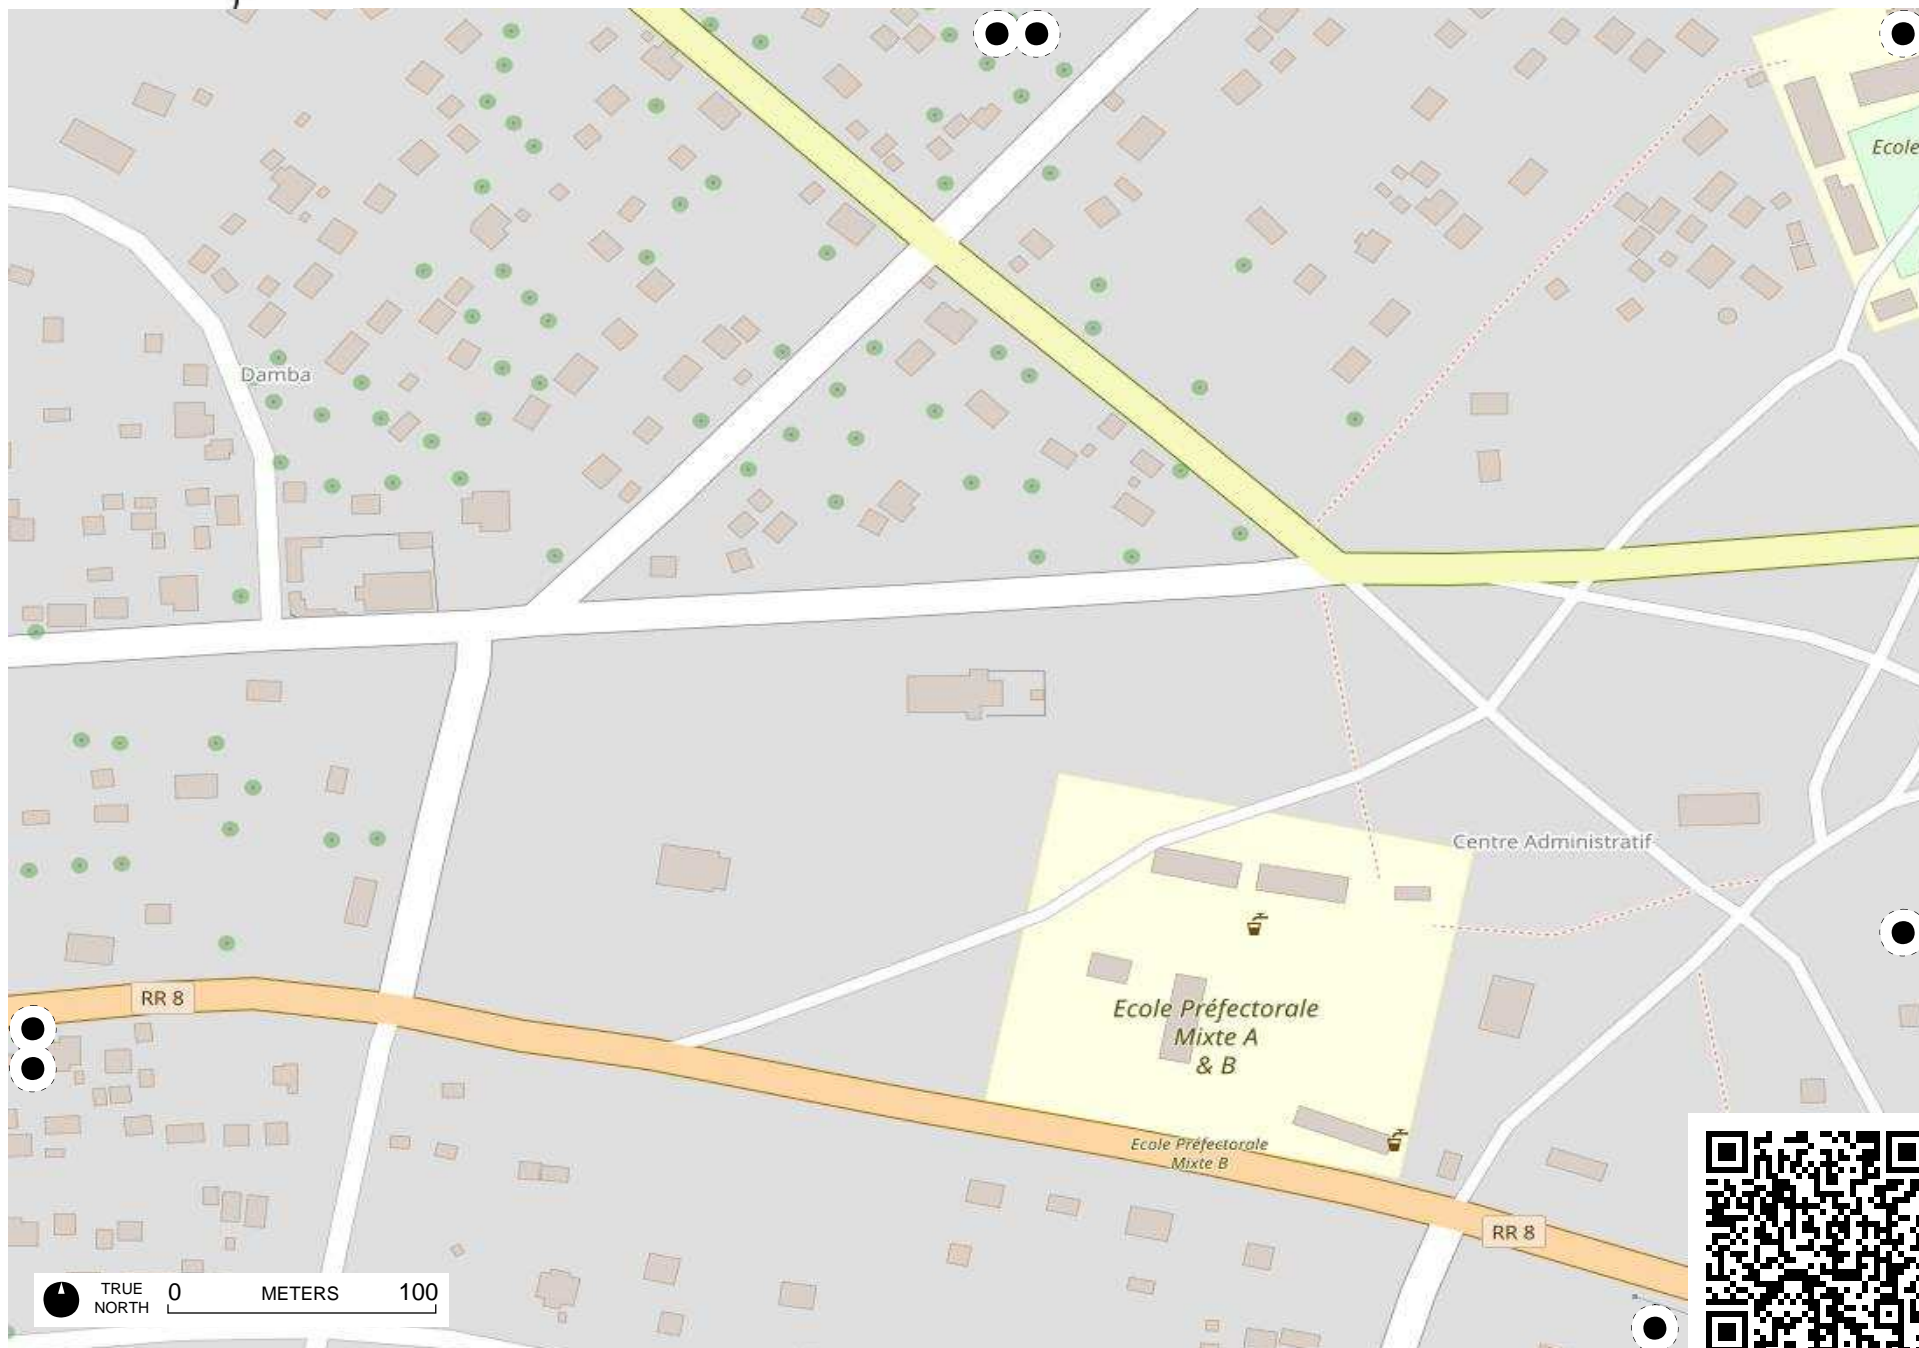 Ecole
Damba
Centre Administratif
RR 8
Ecole Préfectorale
Mixte A
& B
Ecole Préfectorale
Mixte B
RR 8
TRUE
NORTH
0 METERS 100